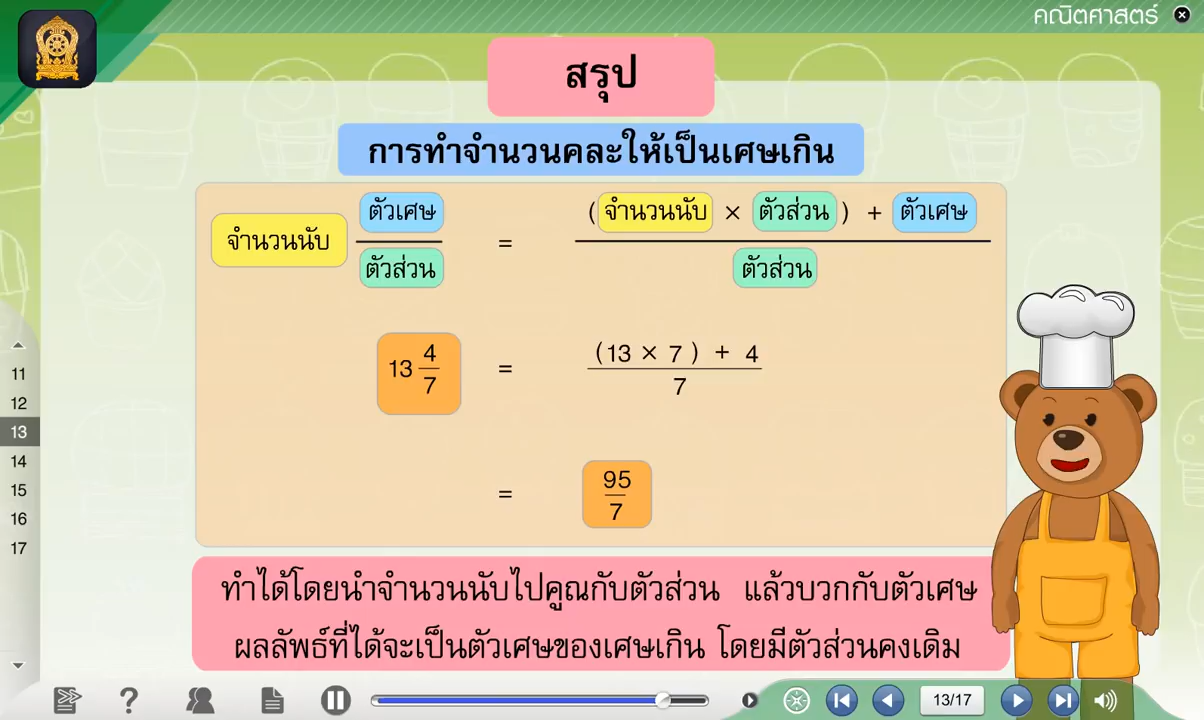 คณิตศาสตร์
สรุป
การทำจำนวนคละให้เป็นเศษเกิน
จำนวนนับ ตัวเศษ / ตัวส่วน = (จำนวนนับ × ตัวส่วน) + ตัวเศษ / ตัวส่วน
13 4/7 = (13 × 7) + 4 / 7
= 95/7
ทำได้โดยนำจำนวนนับไปคูณกับตัวส่วน แล้วบวกกับตัวเศษ
ผลลัพธ์ที่ได้จะเป็นตัวเศษของเศษเกิน โดยมีตัวส่วนคงเดิม
11
12
13
14
15
16
17
?
13/17